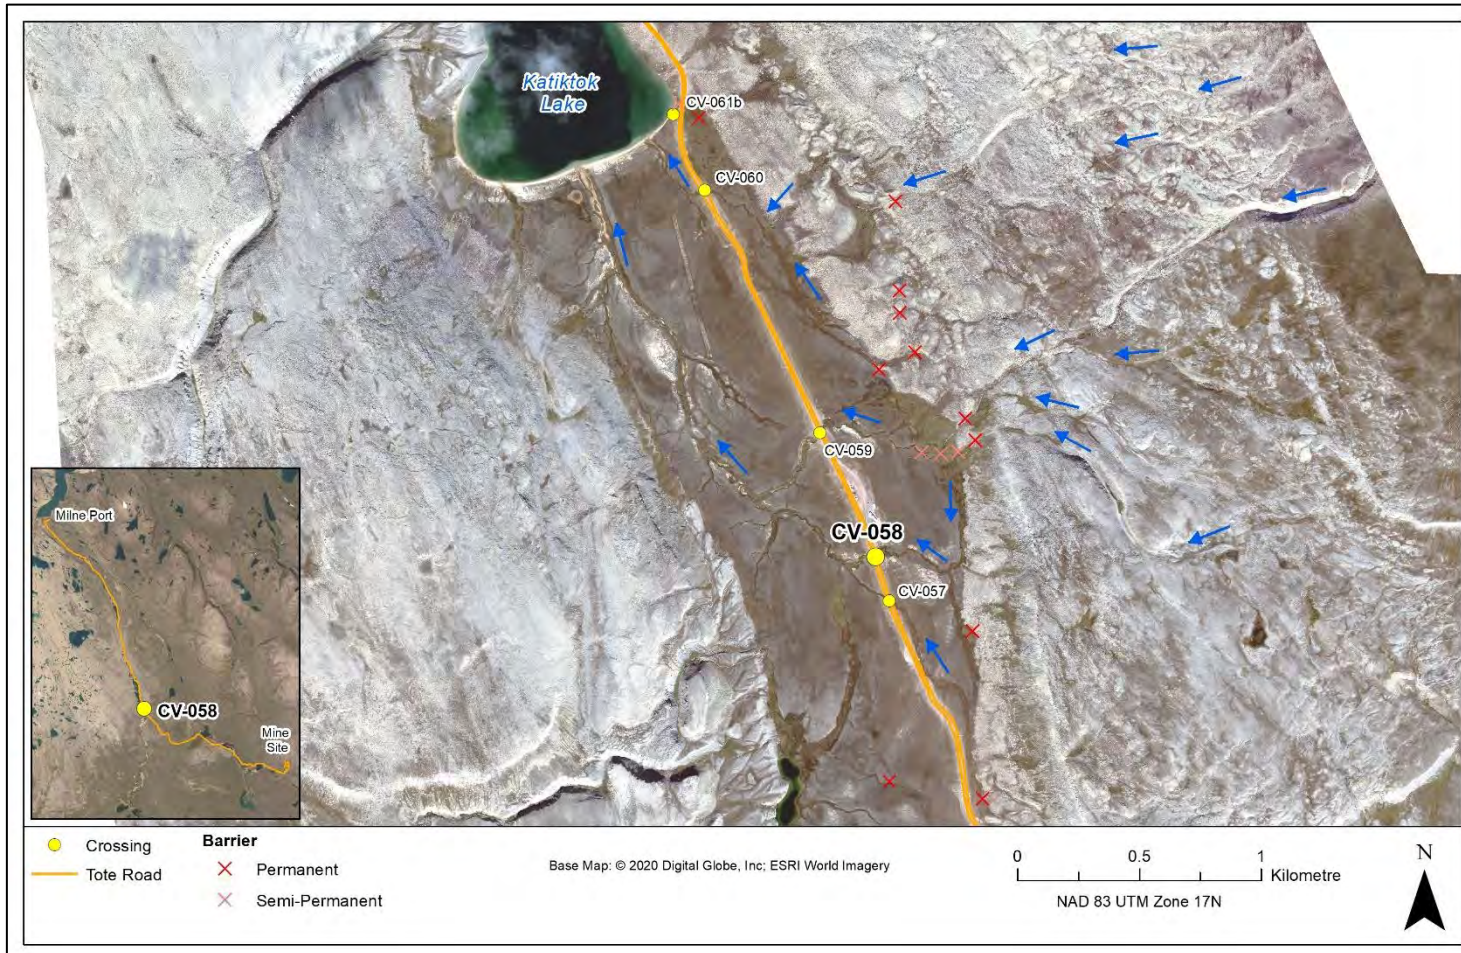 Katiktok
Lake
CV-061b
CV-060
CV-059
CV-058
CV-057
Milne Port
CV-058
Mine
Site
Crossing
Tote Road
Barrier
Permanent
Semi-Permanent
Base Map: © 2020 Digital Globe, Inc; ESRI World Imagery
0 0.5 1
Kilometre
NAD 83 UTM Zone 17N
N